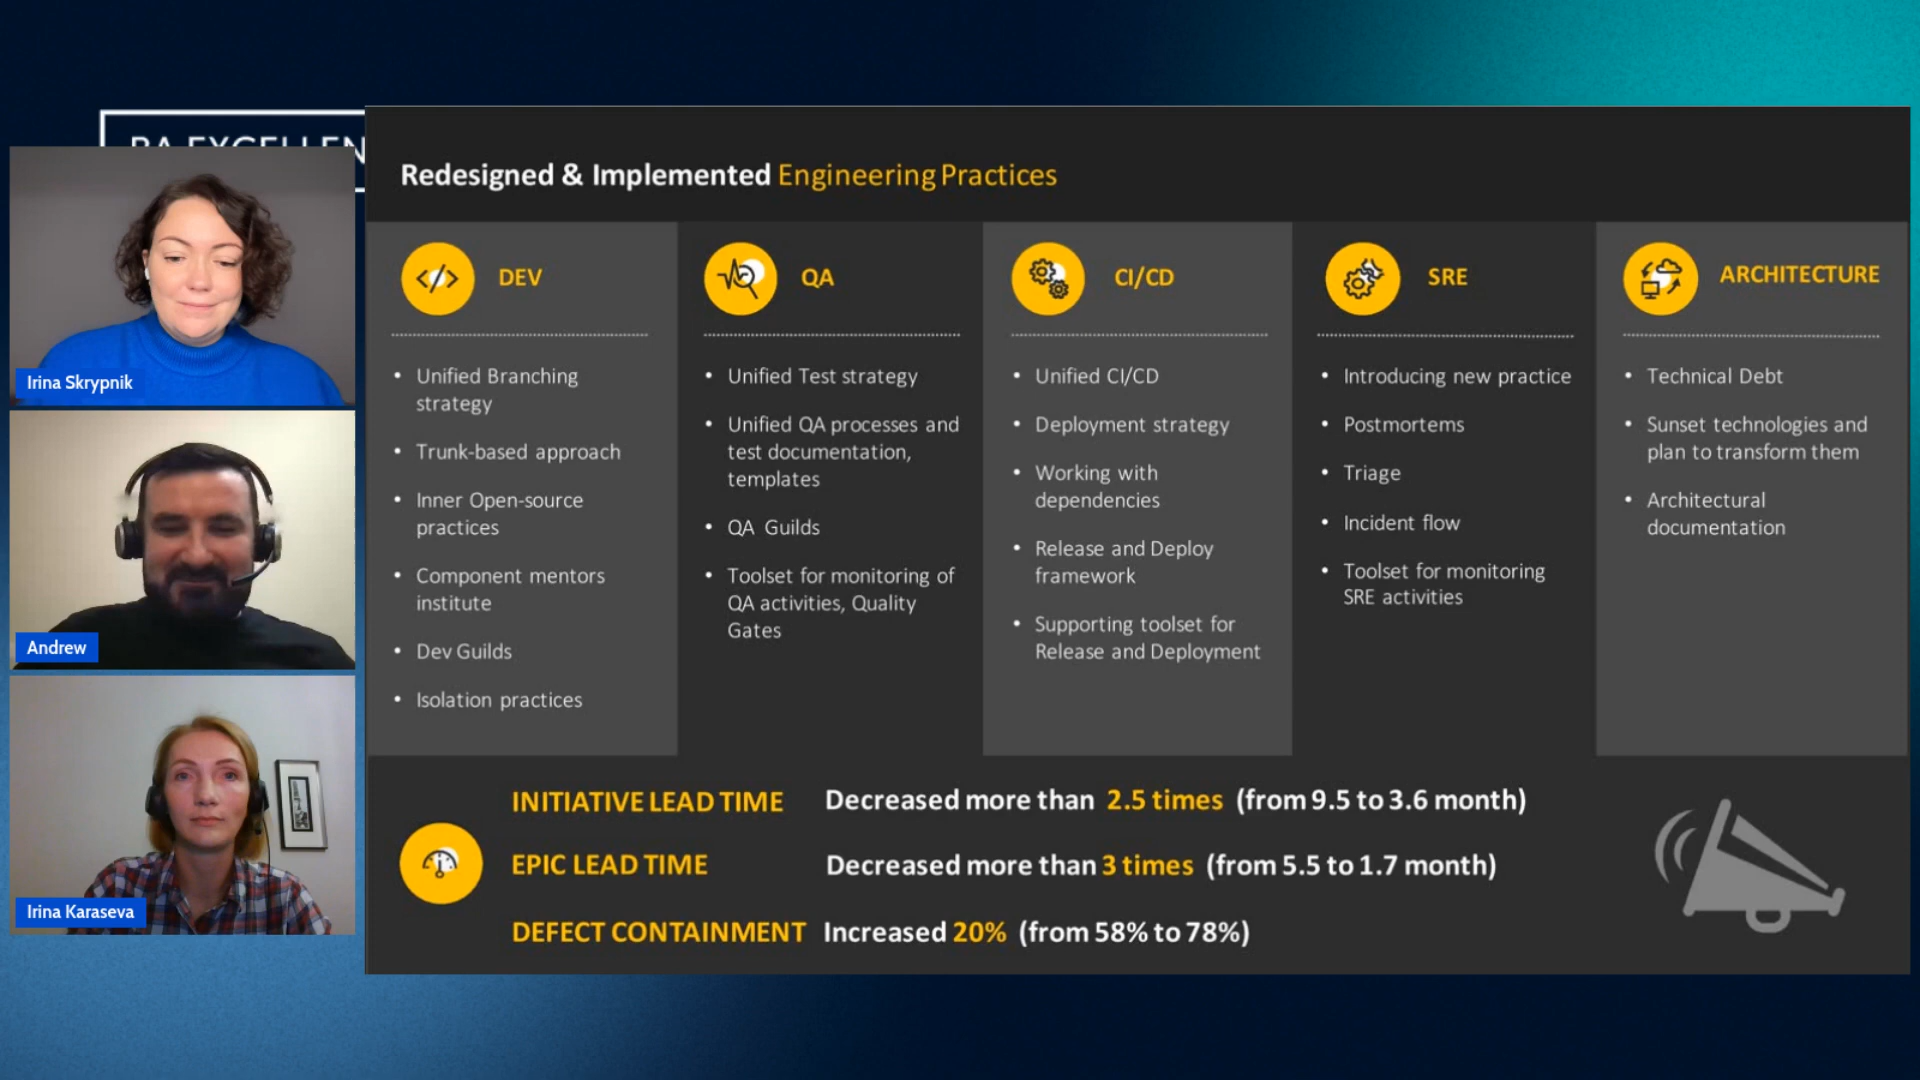 BA EXCELLEN
Irina Skrypnik
Andrew
Irina Karaseva
Redesigned & Implemented Engineering Practices
</> DEV
• Unified Branching
strategy
• Trunk-based approach
• Inner Open-source
practices
• Component mentors
institute
• Dev Guilds
• Isolation practices
QA
• Unified Test strategy
• Unified QA processes and
test documentation,
templates
• QA Guilds
• Toolset for monitoring of
QA activities, Quality
Gates
CI/CD
• Unified CI/CD
• Deployment strategy
• Working with
dependencies
• Release and Deploy
framework
• Supporting toolset for
Release and Deployment
SRE
• Introducing new practice
• Postmortems
• Triage
• Incident flow
• Toolset for monitoring
SRE activities
ARCHITECTURE
• Technical Debt
• Sunset technologies and
plan to transform them
• Architectural
documentation
INITIATIVE LEAD TIME Decreased more than 2.5 times (from 9.5 to 3.6 month)
EPIC LEAD TIME Decreased more than 3 times (from 5.5 to 1.7 month)
DEFECT CONTAINMENT Increased 20% (from 58% to 78%)